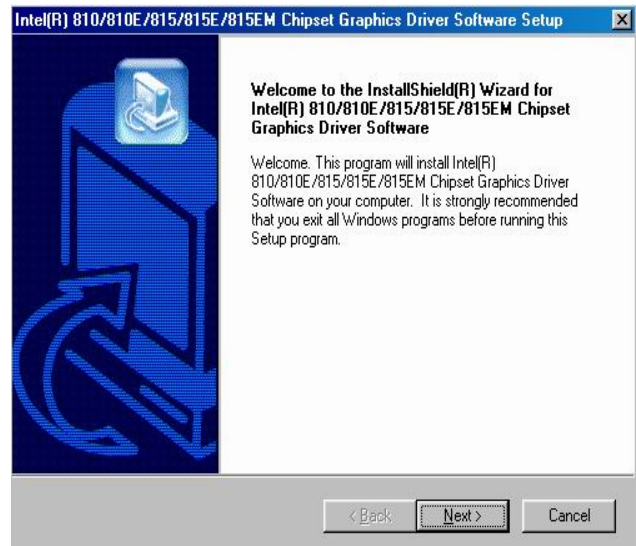 Intel(R) 810/810E/815/815E/815EM Chipset Graphics Driver Software Setup
Welcome to the InstallShield(R) Wizard for
Intel(R) 810/810E/815/815E/815EM Chipset
Graphics Driver Software
Welcome. This program will install Intel(R)
810/810E/815/815E/815EM Chipset Graphics Driver
Software on your computer. It is strongly recommended
that you exit all Windows programs before running this
Setup program.
< Back Next > Cancel